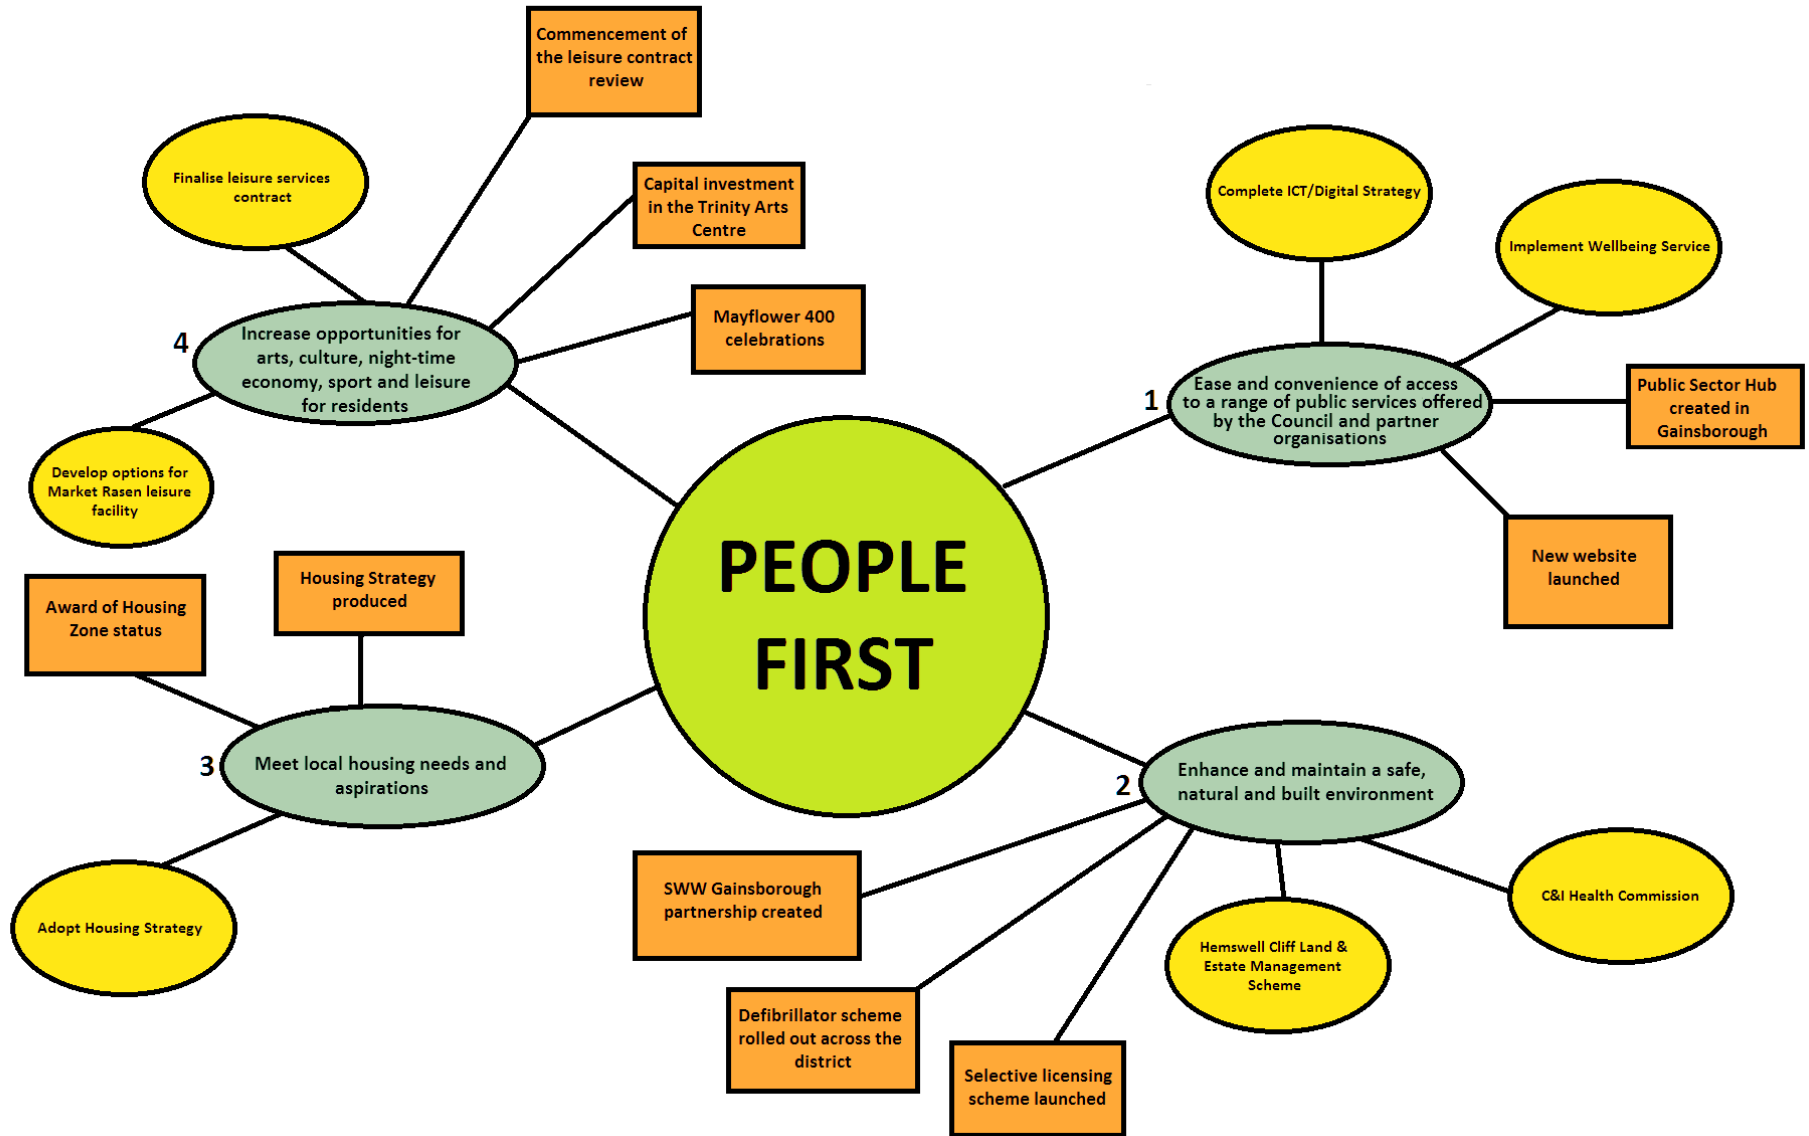 PEOPLE
FIRST
1
Ease and convenience of access
to a range of public services offered
by the Council and partner
organisations
Complete ICT/Digital Strategy
Implement Wellbeing Service
Public Sector Hub
created in
Gainsborough
New website
launched
2
Enhance and maintain a safe,
natural and built environment
C&I Health Commission
Hemswell Cliff Land &
Estate Management
Scheme
Selective licensing
scheme launched
Defibrillator scheme
rolled out across the
district
SWW Gainsborough
partnership created
3
Meet local housing needs and
aspirations
Adopt Housing Strategy
Award of Housing
Zone status
Housing Strategy
produced
4
Increase opportunities for
arts, culture, night-time
economy, sport and leisure
for residents
Develop options for
Market Rasen leisure
facility
Finalise leisure services
contract
Commencement of
the leisure contract
review
Capital investment
in the Trinity Arts
Centre
Mayflower 400
celebrations